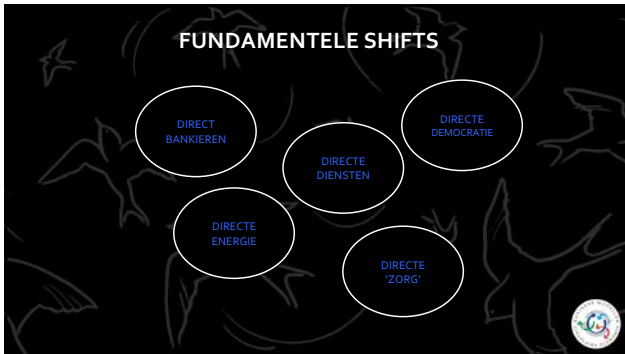 FUNDAMENTELE SHIFTS
DIRECT
BANKIEREN
DIRECTE
DIENSTEN
DIRECTE
DEMOCRATIE
DIRECTE
ENERGIE
DIRECTE
‘ZORG’